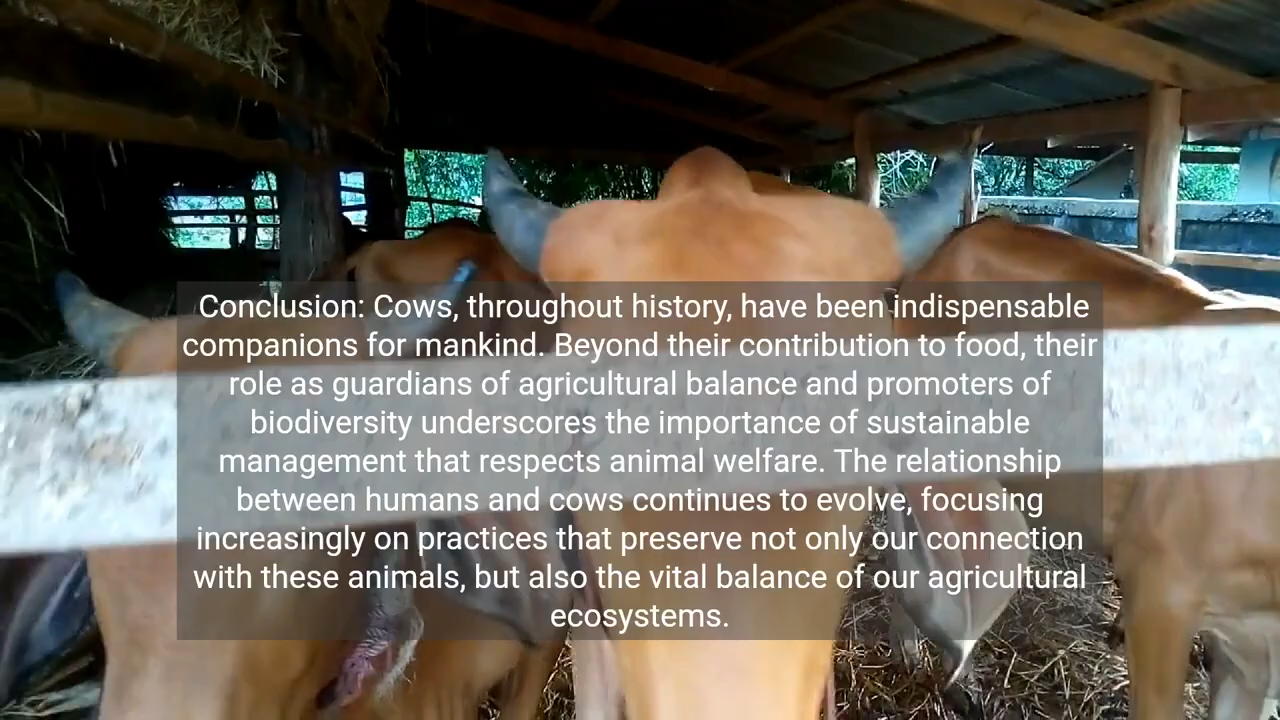 Conclusion: Cows, throughout history, have been indispensable
companions for mankind. Beyond their contribution to food, their
role as guardians of agricultural balance and promoters of
biodiversity underscores the importance of sustainable
management that respects animal welfare. The relationship
between humans and cows continues to evolve, focusing
increasingly on practices that preserve not only our connection
with these animals, but also the vital balance of our agricultural
ecosystems.